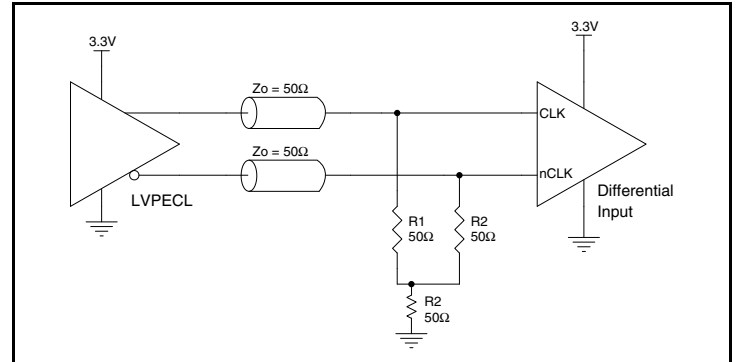 3.3V
3.3V
Zo = 50Ω
CLK
Zo = 50Ω
nCLK
LVPECL
Differential
Input
R1
50Ω
R2
50Ω
R2
50Ω